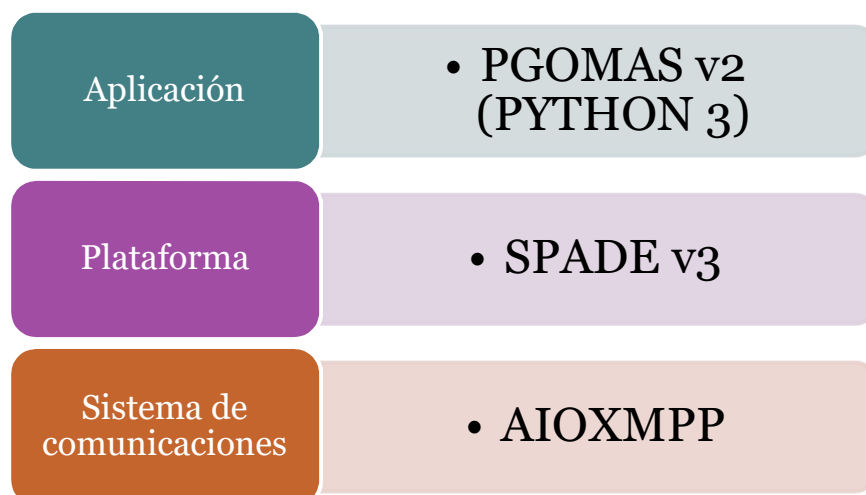 Aplicación
• PGOMAS v2
(PYTHON 3)
Plataforma
• SPADE v3
Sistema de
comunicaciones
• AIOXMPP